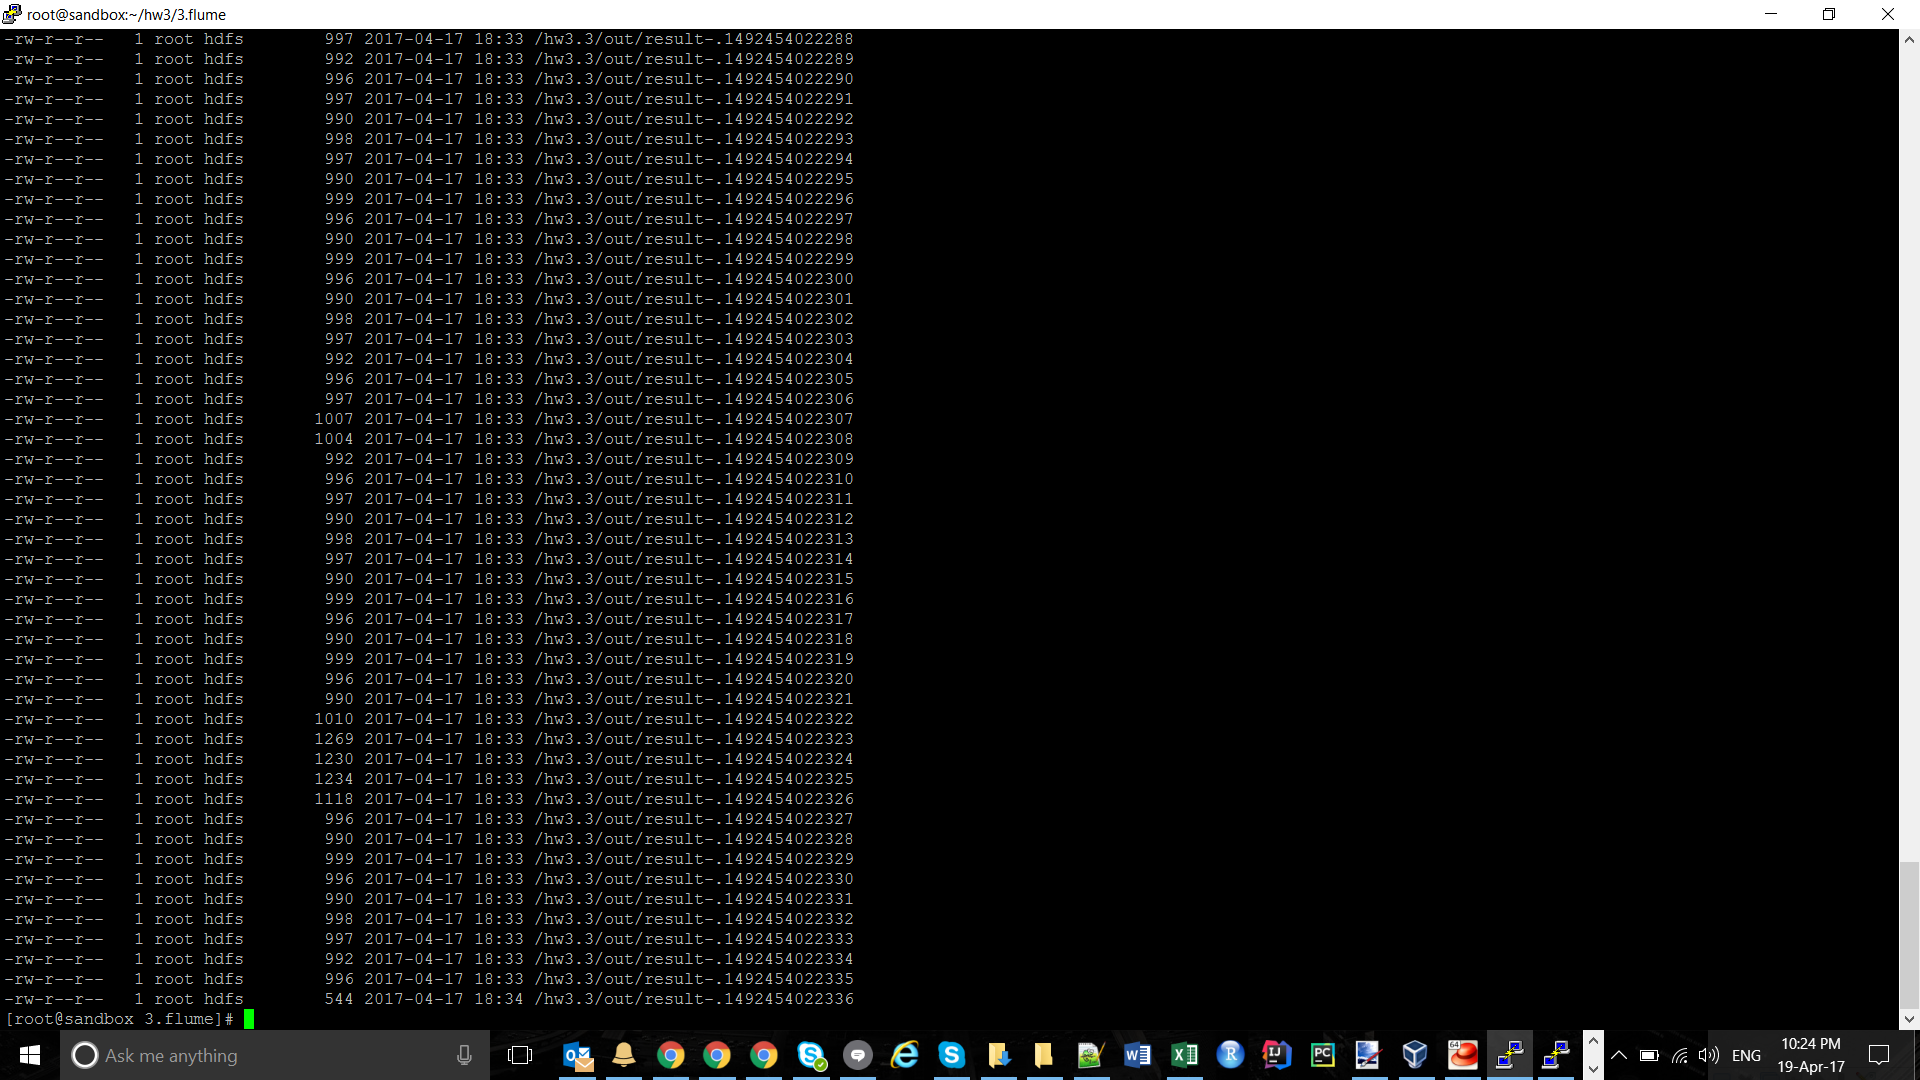 root@sandbox:~/hw3/3.flume
-rw-r--r--   1 root hdfs        997 2017-04-17 18:33 /hw3.3/out/result-.1492454022288
-rw-r--r--   1 root hdfs        992 2017-04-17 18:33 /hw3.3/out/result-.1492454022289
-rw-r--r--   1 root hdfs        996 2017-04-17 18:33 /hw3.3/out/result-.1492454022290
-rw-r--r--   1 root hdfs        997 2017-04-17 18:33 /hw3.3/out/result-.1492454022291
-rw-r--r--   1 root hdfs        990 2017-04-17 18:33 /hw3.3/out/result-.1492454022292
-rw-r--r--   1 root hdfs        998 2017-04-17 18:33 /hw3.3/out/result-.1492454022293
-rw-r--r--   1 root hdfs        997 2017-04-17 18:33 /hw3.3/out/result-.1492454022294
-rw-r--r--   1 root hdfs        990 2017-04-17 18:33 /hw3.3/out/result-.1492454022295
-rw-r--r--   1 root hdfs        999 2017-04-17 18:33 /hw3.3/out/result-.1492454022296
-rw-r--r--   1 root hdfs        996 2017-04-17 18:33 /hw3.3/out/result-.1492454022297
-rw-r--r--   1 root hdfs        990 2017-04-17 18:33 /hw3.3/out/result-.1492454022298
-rw-r--r--   1 root hdfs        999 2017-04-17 18:33 /hw3.3/out/result-.1492454022299
-rw-r--r--   1 root hdfs        996 2017-04-17 18:33 /hw3.3/out/result-.1492454022300
-rw-r--r--   1 root hdfs        990 2017-04-17 18:33 /hw3.3/out/result-.1492454022301
-rw-r--r--   1 root hdfs        998 2017-04-17 18:33 /hw3.3/out/result-.1492454022302
-rw-r--r--   1 root hdfs        997 2017-04-17 18:33 /hw3.3/out/result-.1492454022303
-rw-r--r--   1 root hdfs        992 2017-04-17 18:33 /hw3.3/out/result-.1492454022304
-rw-r--r--   1 root hdfs        996 2017-04-17 18:33 /hw3.3/out/result-.1492454022305
-rw-r--r--   1 root hdfs        997 2017-04-17 18:33 /hw3.3/out/result-.1492454022306
-rw-r--r--   1 root hdfs       1007 2017-04-17 18:33 /hw3.3/out/result-.1492454022307
-rw-r--r--   1 root hdfs       1004 2017-04-17 18:33 /hw3.3/out/result-.1492454022308
-rw-r--r--   1 root hdfs        992 2017-04-17 18:33 /hw3.3/out/result-.1492454022309
-rw-r--r--   1 root hdfs        996 2017-04-17 18:33 /hw3.3/out/result-.1492454022310
-rw-r--r--   1 root hdfs        997 2017-04-17 18:33 /hw3.3/out/result-.1492454022311
-rw-r--r--   1 root hdfs        990 2017-04-17 18:33 /hw3.3/out/result-.1492454022312
-rw-r--r--   1 root hdfs        998 2017-04-17 18:33 /hw3.3/out/result-.1492454022313
-rw-r--r--   1 root hdfs        997 2017-04-17 18:33 /hw3.3/out/result-.1492454022314
-rw-r--r--   1 root hdfs        990 2017-04-17 18:33 /hw3.3/out/result-.1492454022315
-rw-r--r--   1 root hdfs        999 2017-04-17 18:33 /hw3.3/out/result-.1492454022316
-rw-r--r--   1 root hdfs        996 2017-04-17 18:33 /hw3.3/out/result-.1492454022317
-rw-r--r--   1 root hdfs        990 2017-04-17 18:33 /hw3.3/out/result-.1492454022318
-rw-r--r--   1 root hdfs        999 2017-04-17 18:33 /hw3.3/out/result-.1492454022319
-rw-r--r--   1 root hdfs        996 2017-04-17 18:33 /hw3.3/out/result-.1492454022320
-rw-r--r--   1 root hdfs        990 2017-04-17 18:33 /hw3.3/out/result-.1492454022321
-rw-r--r--   1 root hdfs       1010 2017-04-17 18:33 /hw3.3/out/result-.1492454022322
-rw-r--r--   1 root hdfs       1269 2017-04-17 18:33 /hw3.3/out/result-.1492454022323
-rw-r--r--   1 root hdfs       1230 2017-04-17 18:33 /hw3.3/out/result-.1492454022324
-rw-r--r--   1 root hdfs       1234 2017-04-17 18:33 /hw3.3/out/result-.1492454022325
-rw-r--r--   1 root hdfs       1118 2017-04-17 18:33 /hw3.3/out/result-.1492454022326
-rw-r--r--   1 root hdfs        996 2017-04-17 18:33 /hw3.3/out/result-.1492454022327
-rw-r--r--   1 root hdfs        990 2017-04-17 18:33 /hw3.3/out/result-.1492454022328
-rw-r--r--   1 root hdfs        999 2017-04-17 18:33 /hw3.3/out/result-.1492454022329
-rw-r--r--   1 root hdfs        996 2017-04-17 18:33 /hw3.3/out/result-.1492454022330
-rw-r--r--   1 root hdfs        990 2017-04-17 18:33 /hw3.3/out/result-.1492454022331
-rw-r--r--   1 root hdfs        998 2017-04-17 18:33 /hw3.3/out/result-.1492454022332
-rw-r--r--   1 root hdfs        997 2017-04-17 18:33 /hw3.3/out/result-.1492454022333
-rw-r--r--   1 root hdfs        992 2017-04-17 18:33 /hw3.3/out/result-.1492454022334
-rw-r--r--   1 root hdfs        996 2017-04-17 18:33 /hw3.3/out/result-.1492454022335
-rw-r--r--   1 root hdfs        544 2017-04-17 18:34 /hw3.3/out/result-.1492454022336
[root@sandbox 3.flume]#
Ask me anything
ENG
10:24 PM
19-Apr-17